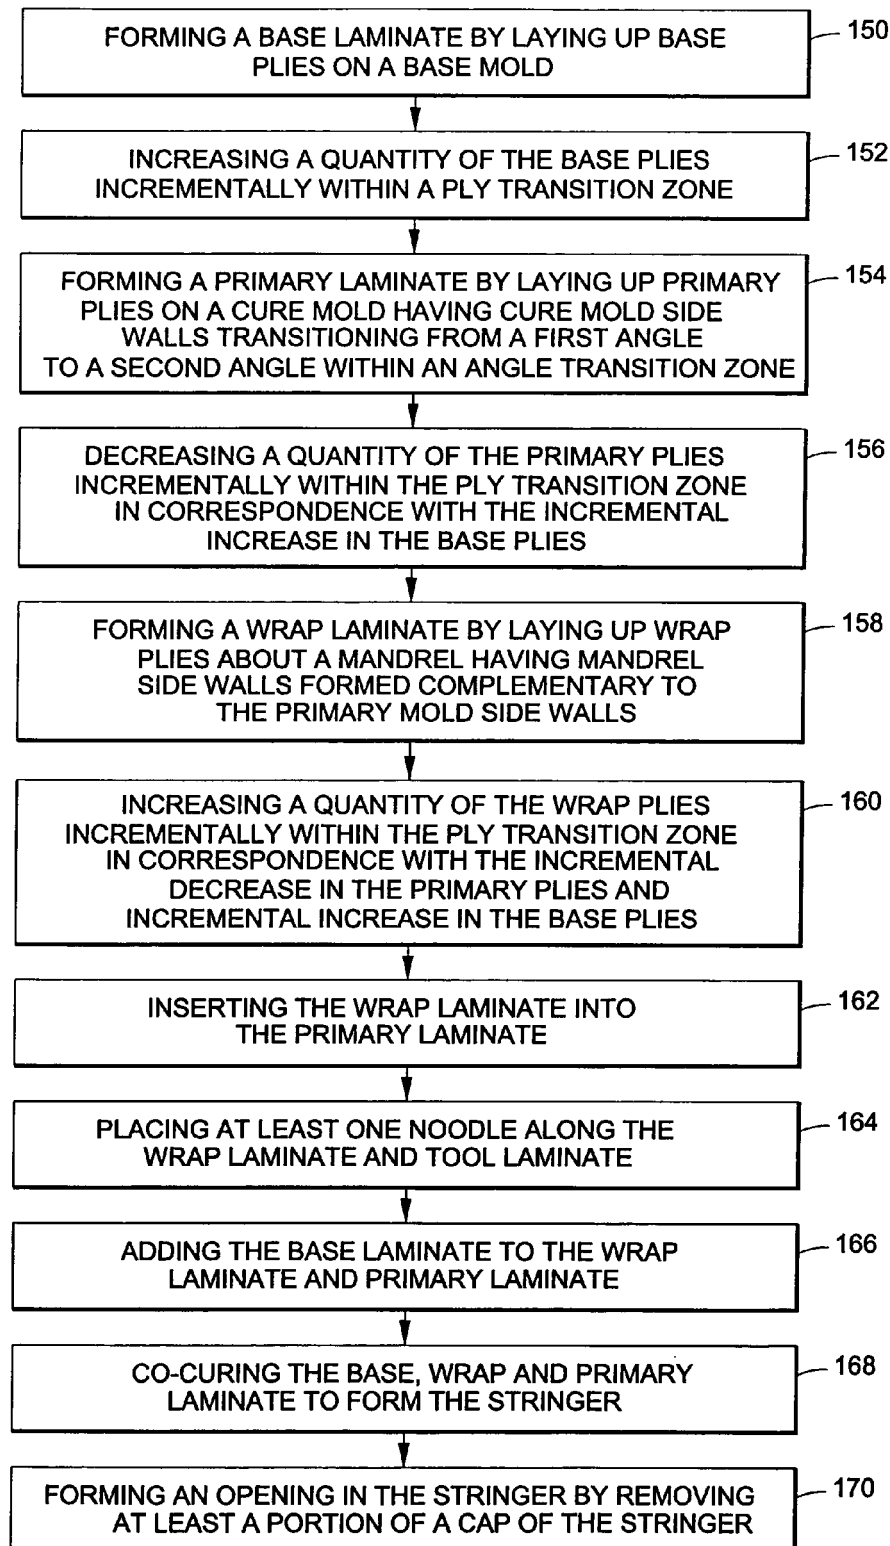 FORMING A BASE LAMINATE BY LAYING UP BASE
PLIES ON A BASE MOLD
150
INCREASING A QUANTITY OF THE BASE PLIES
INCREMENTALLY WITHIN A PLY TRANSITION ZONE
152
FORMING A PRIMARY LAMINATE BY LAYING UP PRIMARY
PLIES ON A CURE MOLD HAVING CURE MOLD SIDE
WALLS TRANSITIONING FROM A FIRST ANGLE
TO A SECOND ANGLE WITHIN AN ANGLE TRANSITION ZONE
154
DECREASING A QUANTITY OF THE PRIMARY PLIES
INCREMENTALLY WITHIN THE PLY TRANSITION ZONE
IN CORRESPONDENCE WITH THE INCREMENTAL
INCREASE IN THE BASE PLIES
156
FORMING A WRAP LAMINATE BY LAYING UP WRAP
PLIES ABOUT A MANDREL HAVING MANDREL
SIDE WALLS FORMED COMPLEMENTARY TO
THE PRIMARY MOLD SIDE WALLS
158
INCREASING A QUANTITY OF THE WRAP PLIES
INCREMENTALLY WITHIN THE PLY TRANSITION ZONE
IN CORRESPONDENCE WITH THE INCREMENTAL
DECREASE IN THE PRIMARY PLIES AND
INCREMENTAL INCREASE IN THE BASE PLIES
160
INSERTING THE WRAP LAMINATE INTO
THE PRIMARY LAMINATE
162
PLACING AT LEAST ONE NOODLE ALONG THE
WRAP LAMINATE AND TOOL LAMINATE
164
ADDING THE BASE LAMINATE TO THE WRAP
LAMINATE AND PRIMARY LAMINATE
166
CO-CURING THE BASE, WRAP AND PRIMARY
LAMINATE TO FORM THE STRINGER
168
FORMING AN OPENING IN THE STRINGER BY REMOVING
AT LEAST A PORTION OF A CAP OF THE STRINGER
170